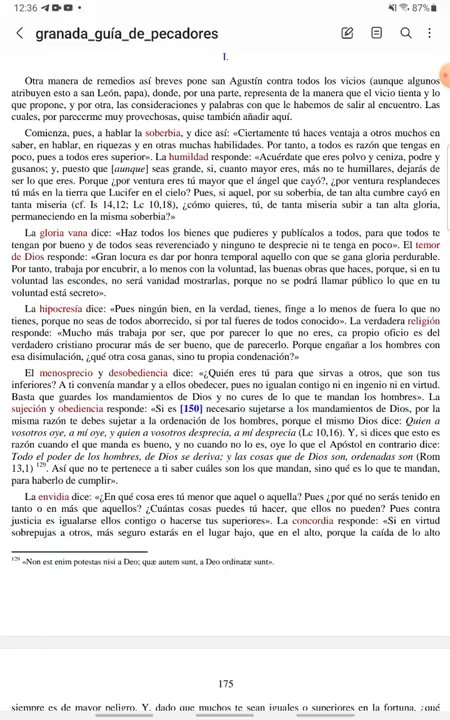 12:36
87%
granada_guía_de_pecadores
I.
Otra manera de remedios así breves pone san Agustín contra todos los vicios (aunque algunos
atribuyen esto a san León, papa), donde, por una parte, representa de la manera que el vicio tienta y lo
que propone, y por otra, las consideraciones y palabras con que le habemos de salir al encuentro. Las
cuales, por parecerme muy provechosas, quise también añadir aquí.
Comienza, pues, a hablar la soberbia, y dice así: «Ciertamente tú haces ventaja a otros muchos en
saber, en hablar, en riquezas y en otras muchas habilidades. Por tanto, a todos es razón que tengas en
poco, pues a todos eres superior». La humildad responde: «Acuérdate que eres polvo y ceniza, podre y
gusanos; y, puesto que [aunque] seas grande, si, cuanto mayor eres, más no te humillares, dejarás de
ser lo que eres. Porque ¿por ventura eres tú mayor que el ángel que cayó?, ¿por ventura resplandeces
tú más en la tierra que Lucifer en el cielo? Pues, si aquel, por su soberbia, de tan alta cumbre cayó en
tanta miseria (cf. Is 14,12; Lc 10,18), ¿cómo quieres, tú, de tanta miseria subir a tan alta gloria,
permaneciendo en la misma soberbia?»
La gloria vana dice: «Haz todos los bienes que pudieres y publícalos a todos, para que todos te
tengan por bueno y de todos seas reverenciado y ninguno te desprecie ni te tenga en poco». El temor
de Dios responde: «Gran locura es dar por honra temporal aquello con que se gana gloria perdurable.
Por tanto, trabaja por encubrir, a lo menos con la voluntad, las buenas obras que haces, porque, si en tu
voluntad las escondes, no será vanidad mostrarlas, porque no se podrá llamar público lo que en tu
voluntad está secreto».
La hipocresía dice: «Pues ningún bien, en la verdad, tienes, finge a lo menos de fuera lo que no
tienes, porque no seas de todos aborrecido, si por tal fueres de todos conocido». La verdadera religión
responde: «Mucho más trabaja por ser, que por parecer lo que no eres, ca propio oficio es del
verdadero cristiano procurar más de ser bueno, que de parecerlo. Porque engañar a los hombres con
esa disimulación, ¿qué otra cosa ganas, sino tu propia condenación?»
El menosprecio y desobediencia dice: «¿Quién eres tú para que sirvas a otros, que son tus
inferiores? A ti convenía mandar y a ellos obedecer, pues no igualan contigo ni en ingenio ni en virtud.
Basta que guardes los mandamientos de Dios y no cures de lo que te mandan los hombres». La
sujeción y obediencia responde: «Si es [150] necesario sujetarse a los mandamientos de Dios, por la
misma razón te debes sujetar a la ordenación de los hombres, porque el mismo Dios dice: Quien a
vosotros oye, a mí oye, y quien a vosotros desprecia, a mí desprecia (Lc 10,16). Y, si dices que esto es
razón cuando el que manda es bueno, y no cuando no lo es, oye lo que el Apóstol en contrario dice:
Todo el poder de los hombres, de Dios se deriva; y las cosas que de Dios son, ordenadas son (Rom
13,1) 129. Así que no te pertenece a ti saber cuáles son los que mandan, sino qué es lo que te mandan,
para haberlo de cumplir».
La envidia dice: «¿En qué cosa eres tú menor que aquel o aquella? Pues ¿por qué no serás tenido en
tanto o en más que aquellos? ¿Cuántas cosas puedes tú hacer, que ellos no pueden? Pues contra
justicia es igualarse ellos contigo o hacerse tus superiores». La concordia responde: «Si en virtud
sobrepujas a otros, más seguro estarás en el lugar bajo, que en el alto, porque la caída de lo alto
129 «Non est enim potestas nisi a Deo; quæ autem sunt, a Deo ordinatæ sunt».
175
siempre es de mayor peligro. Y, dado que muchos te sean iguales o superiores en la fortuna, ¿qué